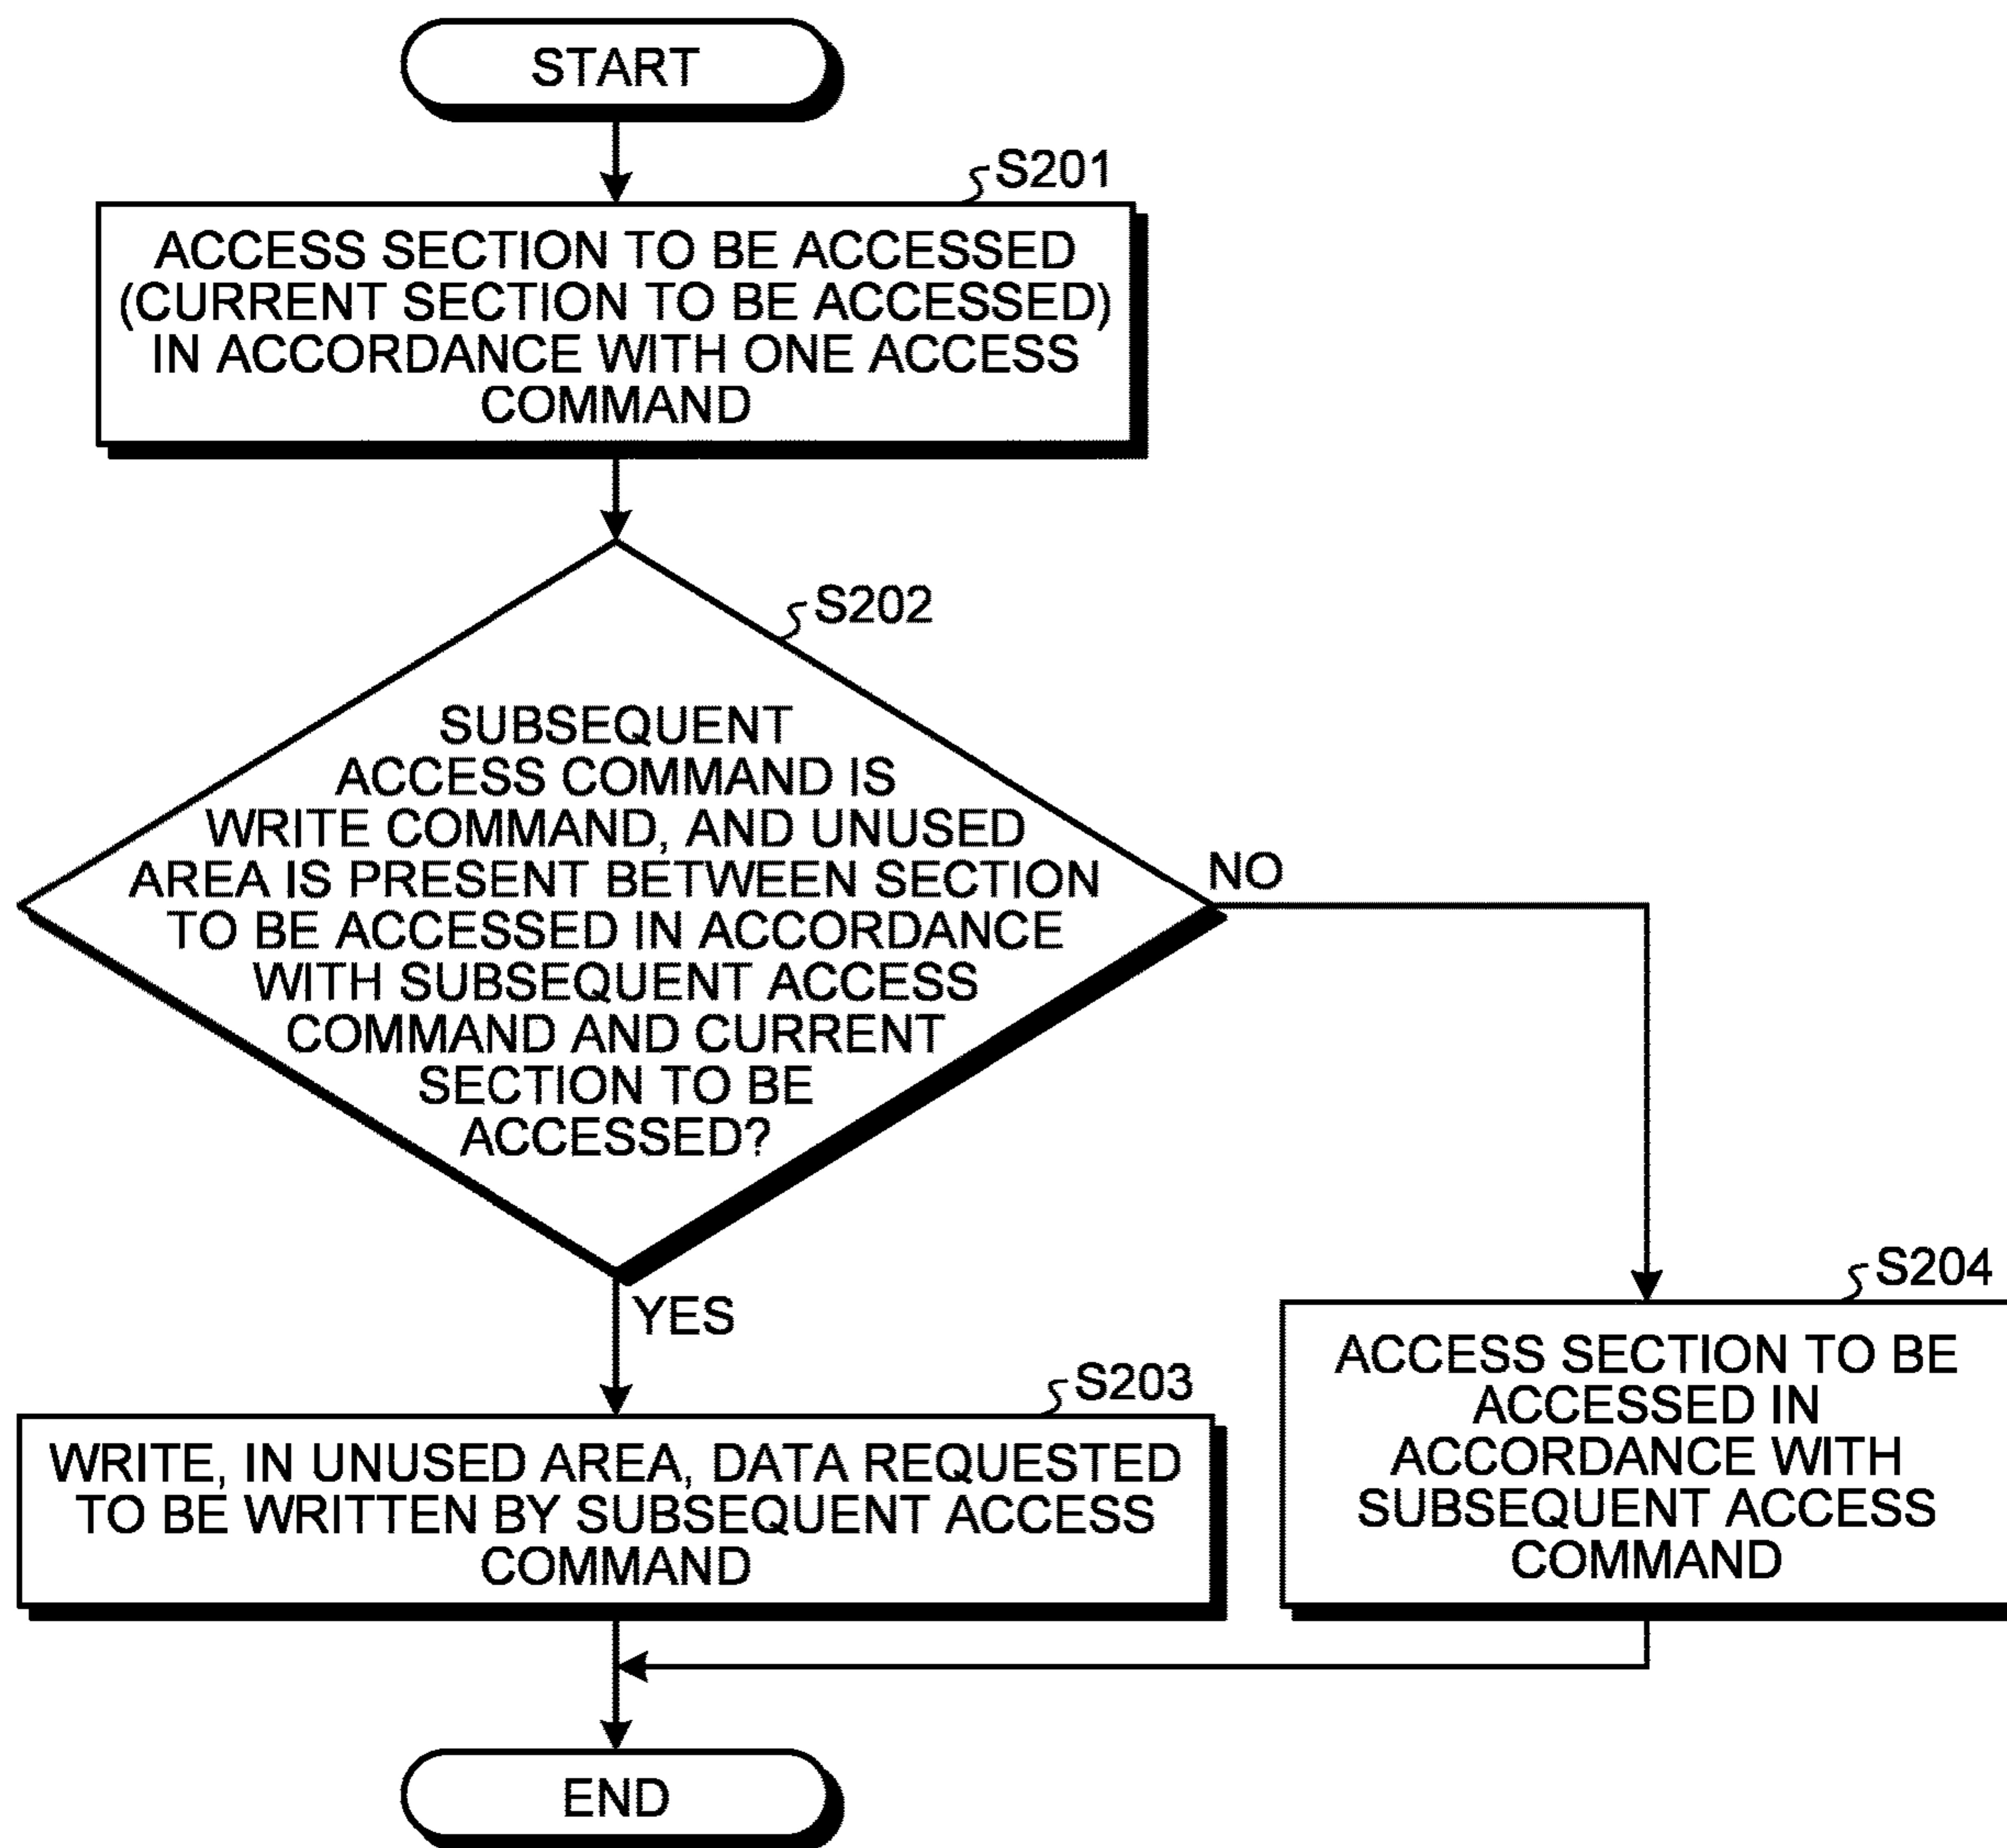 START
S201
ACCESS SECTION TO BE ACCESSED
(CURRENT SECTION TO BE ACCESSED)
IN ACCORDANCE WITH ONE ACCESS
COMMAND
S202
SUBSEQUENT
ACCESS COMMAND IS
WRITE COMMAND, AND UNUSED
AREA IS PRESENT BETWEEN SECTION
TO BE ACCESSED IN ACCORDANCE
WITH SUBSEQUENT ACCESS
COMMAND AND CURRENT
SECTION TO BE
ACCESSED?
NO
YES
S203
WRITE, IN UNUSED AREA, DATA REQUESTED
TO BE WRITTEN BY SUBSEQUENT ACCESS
COMMAND
S204
ACCESS SECTION TO BE
ACCESSED IN
ACCORDANCE WITH
SUBSEQUENT ACCESS
COMMAND
END